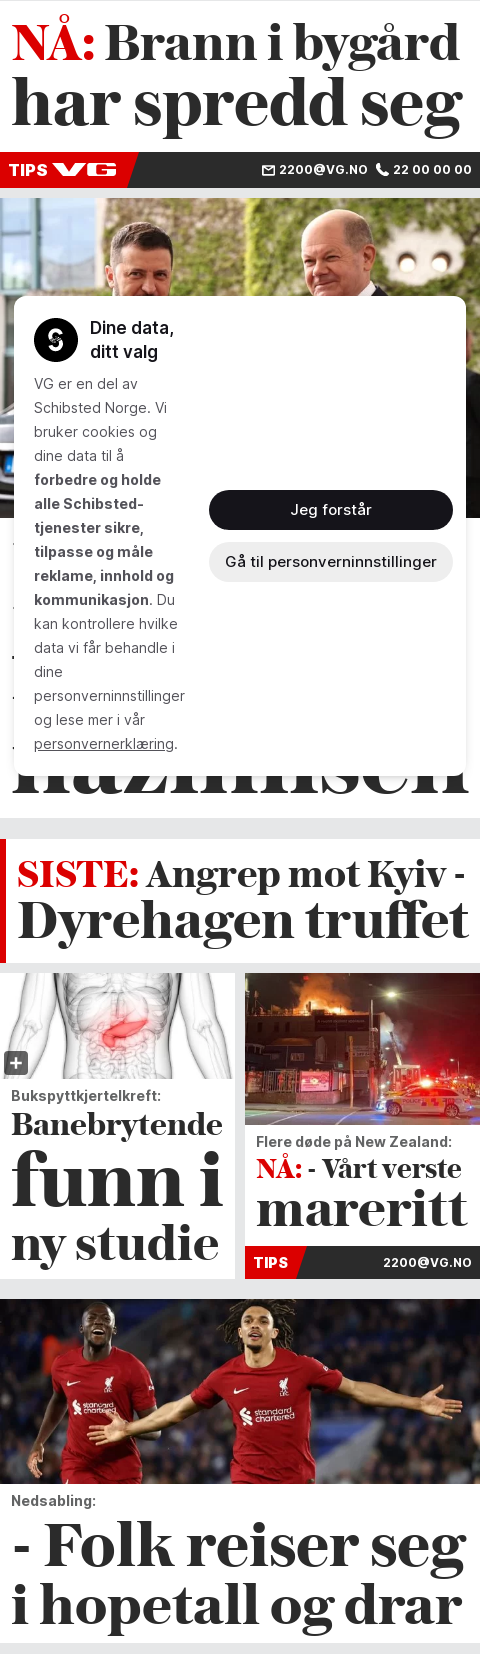 NÅ: Brann i bygård
har spredd seg
TIPS VG
2200@VG.NO 22 00 00 00
Dine data,
ditt valg
VG er en del av
Schibsted Norge. Vi
bruker cookies og
dine data til å
forbedre og holde
alle Schibsted-
tjenester sikre,
tilpasse og måle
reklame, innhold og
kommunikasjon. Du
kan kontrollere hvilke
data vi får behandle i
dine
personverninnstillinger
og lese mer i vår
personvernerklæring.
Jeg forstår
Gå til personverninnstillinger
SISTE: Angrep mot Kyiv -
Dyrehagen truffet
Bukspyttkjertelkreft:
Banebrytende
funn i
ny studie
Flere døde på New Zealand:
NÅ: - Vårt verste
mareritt
TIPS
2200@VG.NO
standard
chartered
standard
chartered
Nedsabling:
- Folk reiser seg
i hopetall og drar